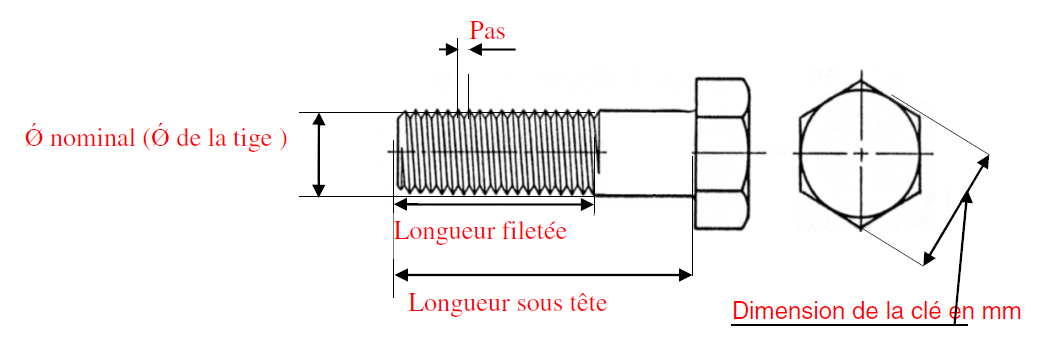 Pas
Ǿ nominal (Ǿ de la tige )
Longueur filetée
Longueur sous tête
Dimension de la clé en mm